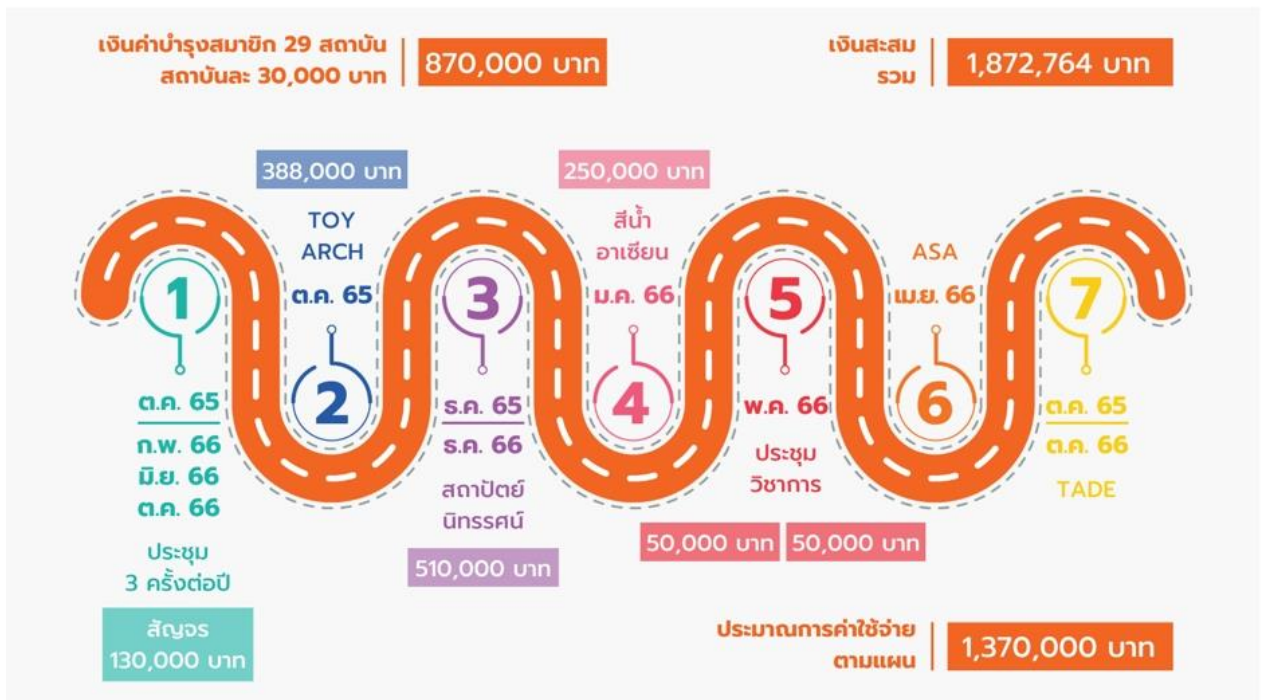 เงินค่าบำรุงสมาชิก 29 สถาบัน
สถาบันละ 30,000 บาท
870,000 บาท
เงินสะสม
รวม
1,872,764 บาท
1
ต.ค. 65
ก.พ. 66
มิ.ย. 66
ต.ค. 66
ประชุม
3 ครั้งต่อปี
สัญจร
130,000 บาท
388,000 บาท
TOY
ARCH
ต.ค. 65
2
3
ธ.ค. 65
ธ.ค. 66
สถาปัตย์
นิทรรศน์
510,000 บาท
250,000 บาท
สีน้ำ
อาเซียน
ม.ค. 66
4
5
พ.ค. 66
ประชุม
วิชาการ
50,000 บาท
50,000 บาท
ASA
เม.ย. 66
6
7
ต.ค. 65
ต.ค. 66
TADE
ประมาณการค่าใช้จ่าย
ตามแผน
1,370,000 บาท